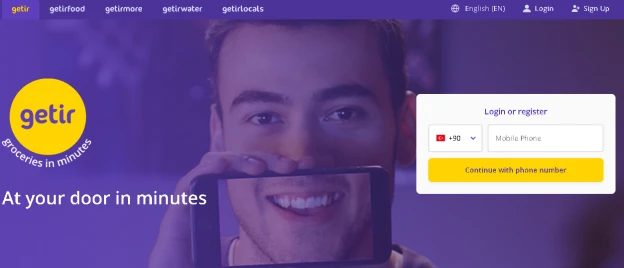 getir getirfood getirmore getirwater getirlocals English (EN) Login Sign Up
getir
groceries in minutes
At your door in minutes
Login or register
+90 Mobile Phone
Continue with phone number